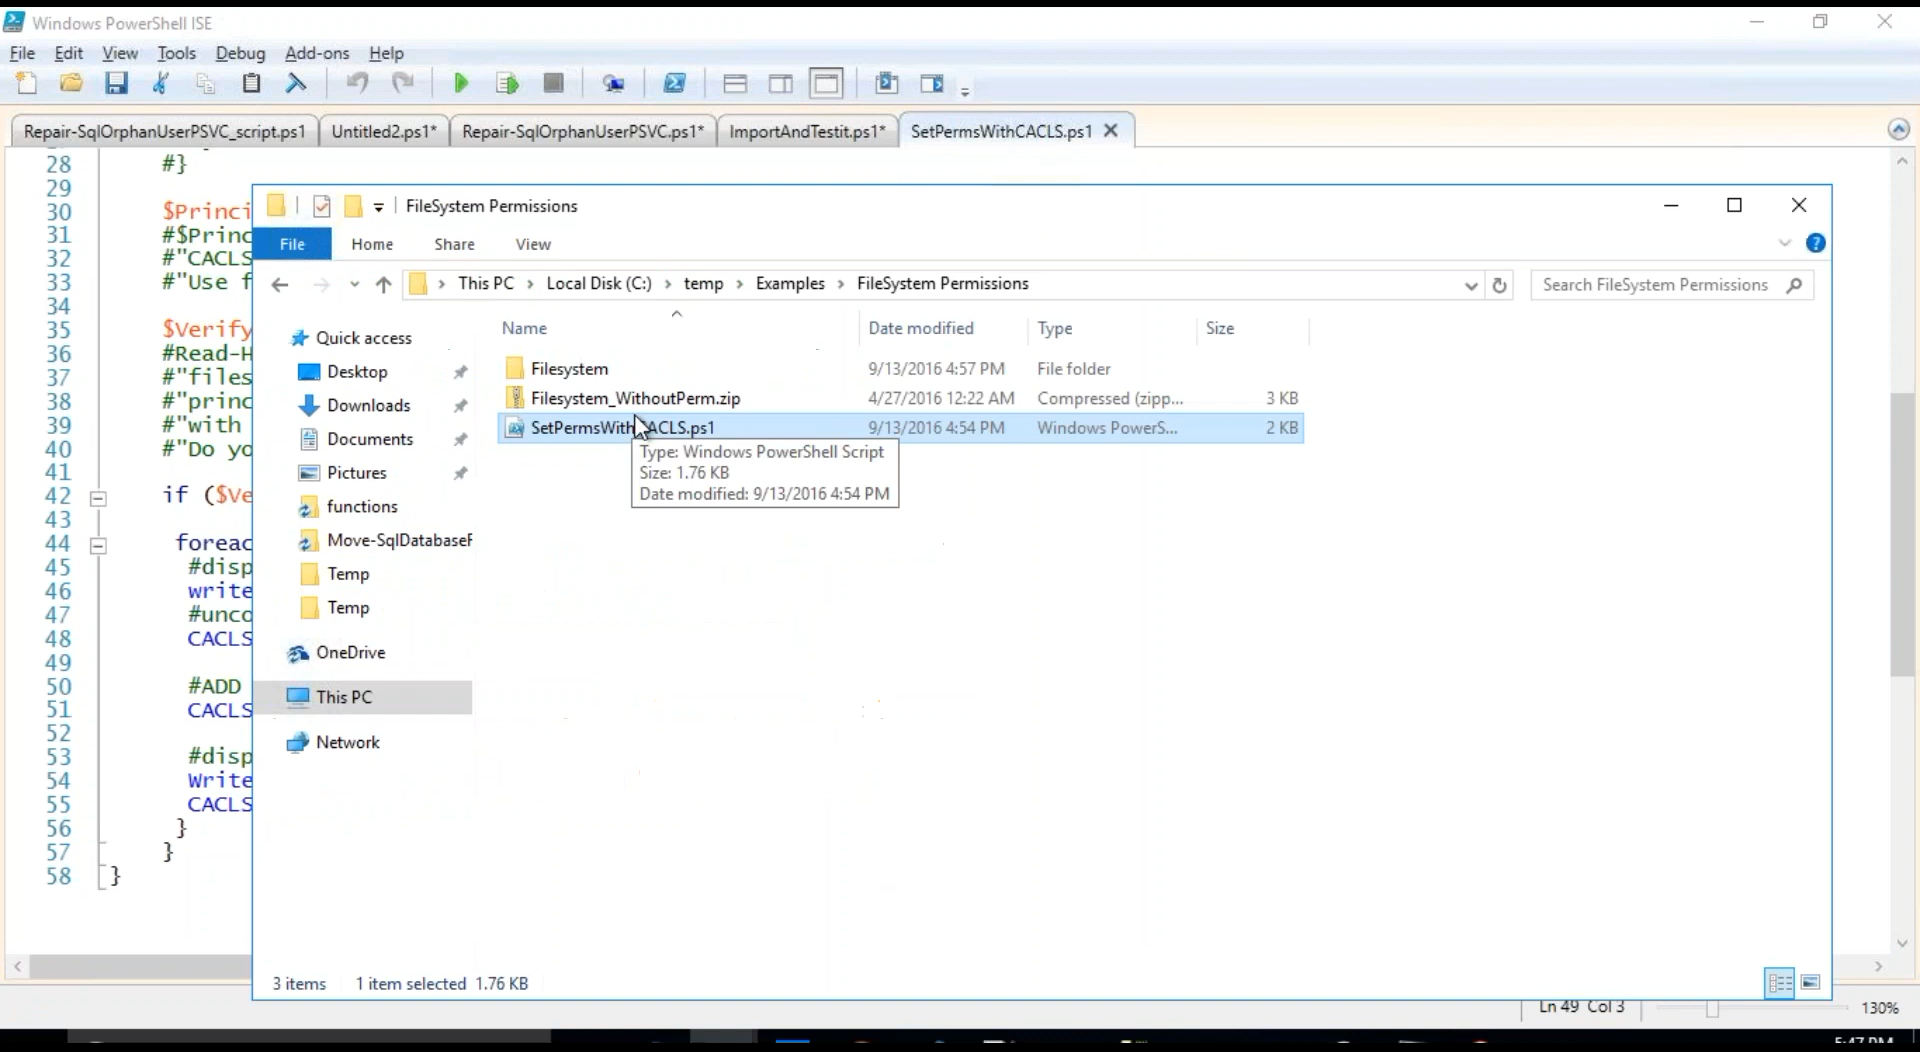 Windows PowerShell ISE
File Edit View Tools Debug Add-ons Help
Repair-SqlOrphanUserPSVC_script.ps1 Untitled2.ps1* Repair-SqlOrphanUserPSVC.ps1* ImportAndTestit.ps1* SetPermsWithCACLS.ps1
28 #}
29
30 $Princi
31 #$Princ
32 #"CACLS
33 #"Use f
34
35 $Verify
36 #Read-H
37 #"files
38 #"princ
39 #"with
40 #"Do yo
41
42 if ($Ve
43
44 foreac
45 #disp
46 write
47 #unco
48 CACLS
49
50 #ADD
51 CACLS
52
53 #disp
54 Write
55 CACLS
56 }
57 }
58 }
FileSystem Permissions
File Home Share View
This PC Local Disk (C:) temp Examples FileSystem Permissions
Search FileSystem Permissions
Quick access
Desktop
Downloads
Documents
Pictures
functions
Move-SqlDatabaseF
Temp
Temp
OneDrive
This PC
Network
Name Date modified Type Size
Filesystem 9/13/2016 4:57 PM File folder
Filesystem_WithoutPerm.zip 4/27/2016 12:22 AM Compressed (zipp... 3 KB
SetPermsWithCACLS.ps1 9/13/2016 4:54 PM Windows PowerS... 2 KB
Type: Windows PowerShell Script
Size: 1.76 KB
Date modified: 9/13/2016 4:54 PM
3 items 1 item selected 1.76 KB
Ln 49 Col 3 130%
5:47 PM